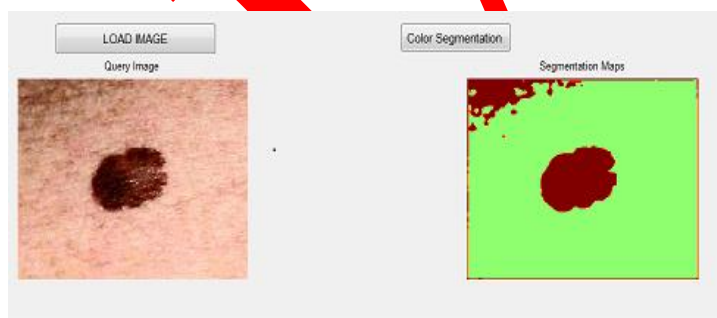 LOAD IMAGE
Color Segmentation
Query Image
Segmentation Maps